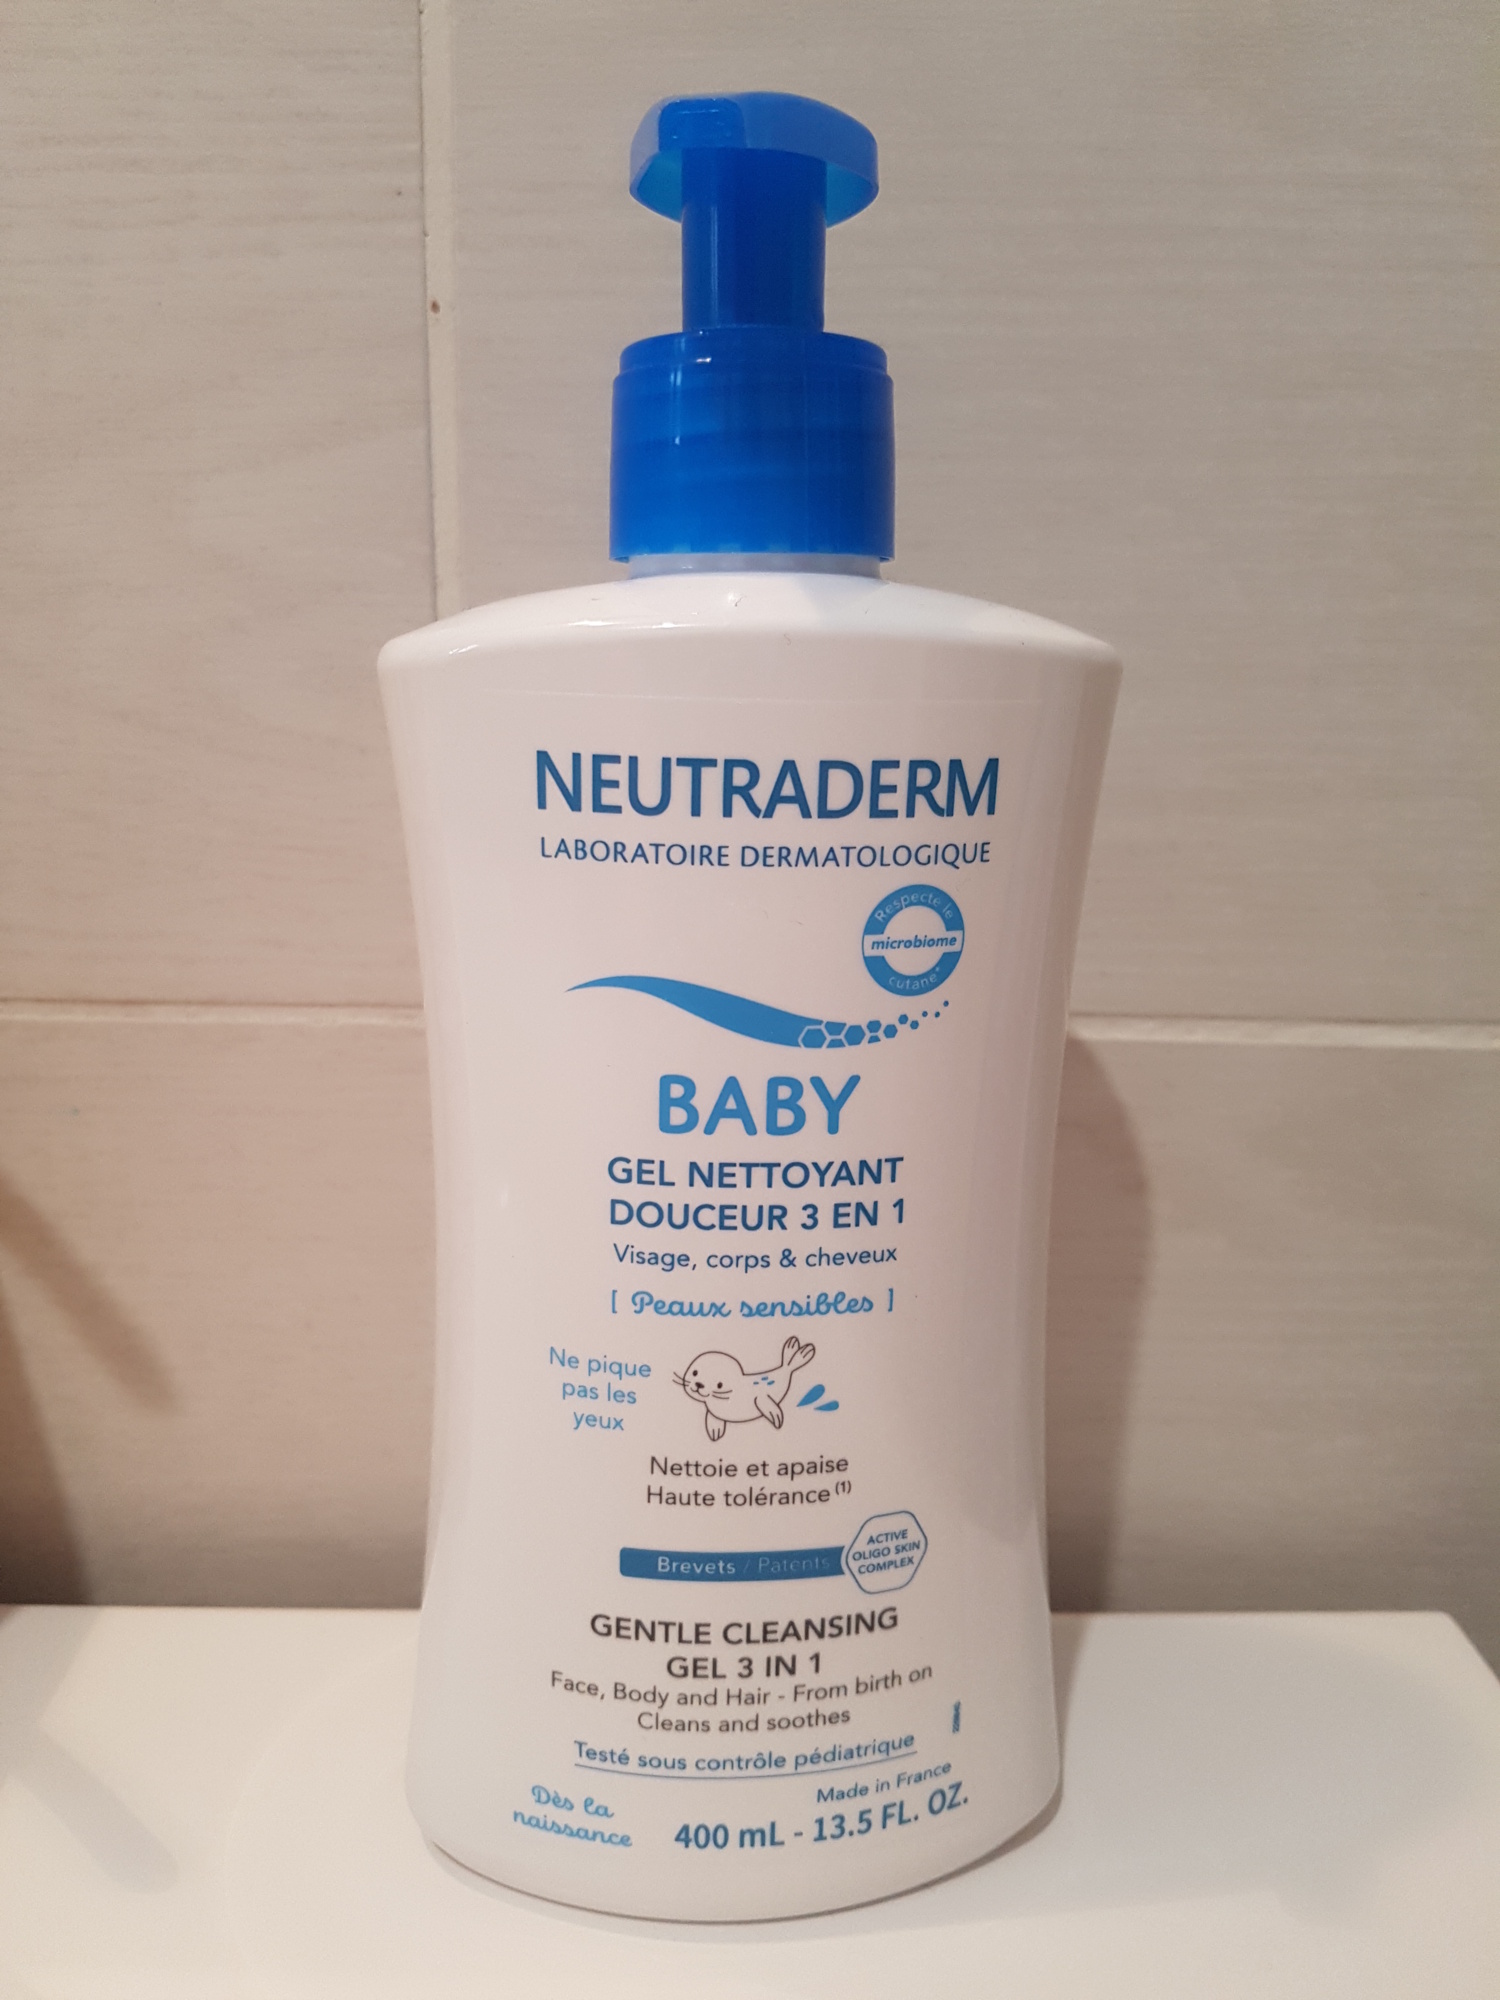 NEUTRADERM
LABORATOIRE DERMATOLOGIQUE
Respecte le
microbiome
cutané*
BABY
GEL NETTOYANT
DOUCEUR 3 EN 1
Visage, corps & cheveux
[ Peaux sensibles ]
Ne pique
pas les
yeux
Nettoie et apaise
Haute tolérance (1)
Brevets / Patents
ACTIVE
OLIGO SKIN
COMPLEX
GENTLE CLEANSING
GEL 3 IN 1
Face, Body and Hair - From birth on
Cleans and soothes
Testé sous contrôle pédiatrique
Made in France
Dès la
naissance
400 mL - 13.5 FL. OZ.